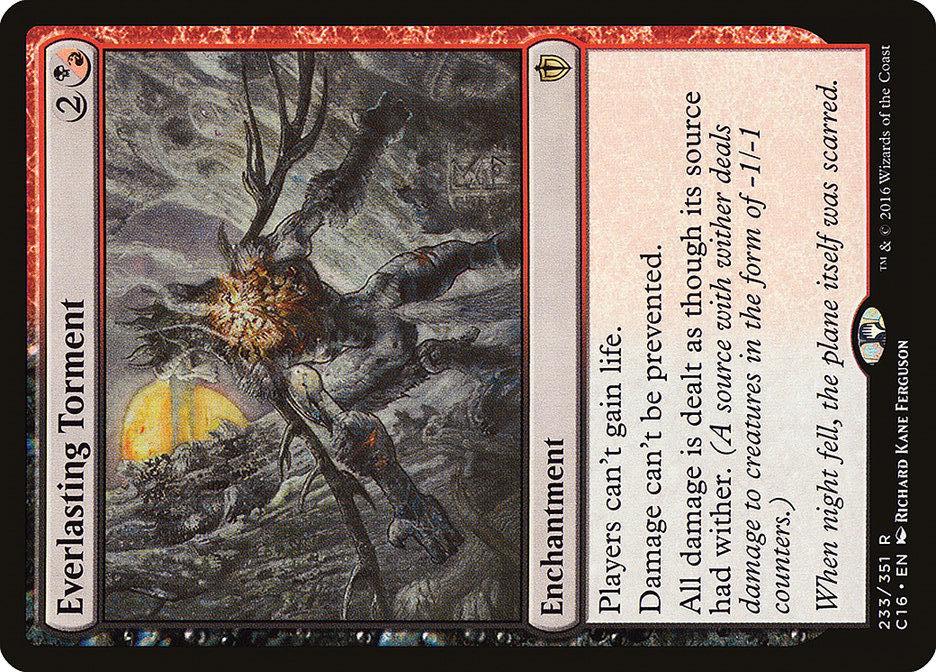 Everlasting Torment
2
Enchantment
Players can't gain life.
Damage can't be prevented.
All damage is dealt as though its source
had wither. (A source with wither deals
damage to creatures in the form of -1/-1
counters.)
When night fell, the plane itself was scarred.
233/351 R
C16 • EN RICHARD KANE FERGUSON
™ & © 2016 Wizards of the Coast